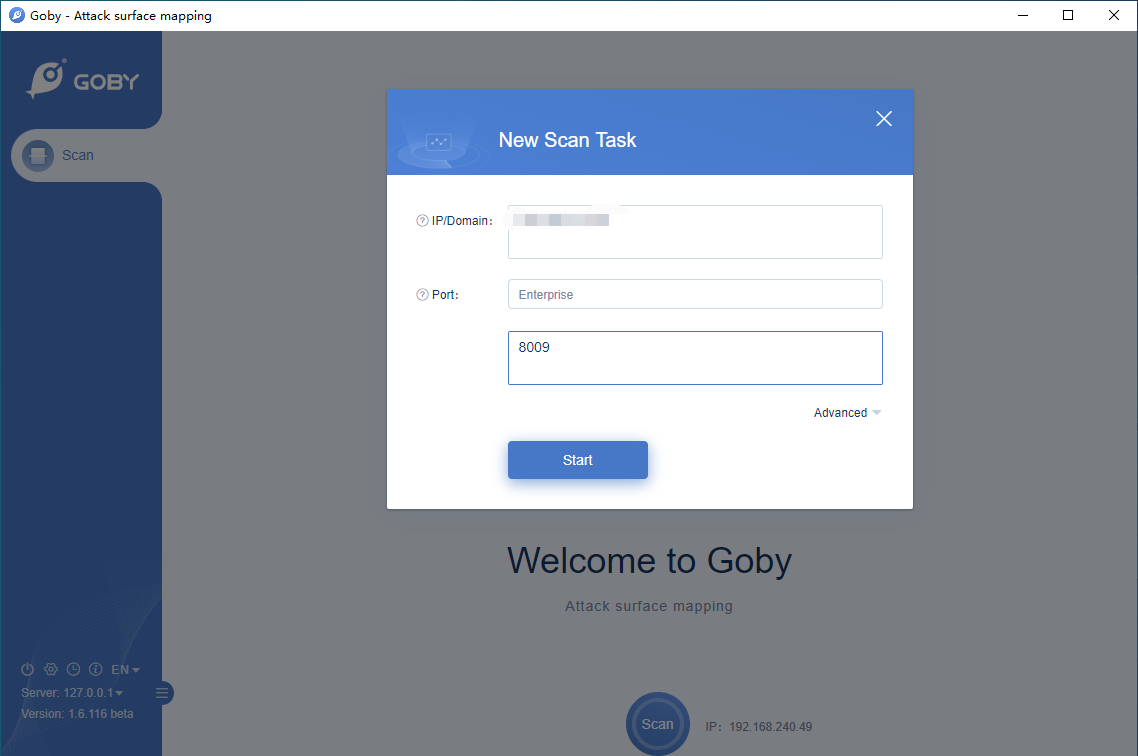 Goby - Attack surface mapping
GOBY
Scan
New Scan Task
? IP/Domain:
? Port:
Enterprise
8009
Advanced
Start
Welcome to Goby
Attack surface mapping
EN
Server: 127.0.0.1
Version: 1.6.116 beta
Scan
IP: 192.168.240.49